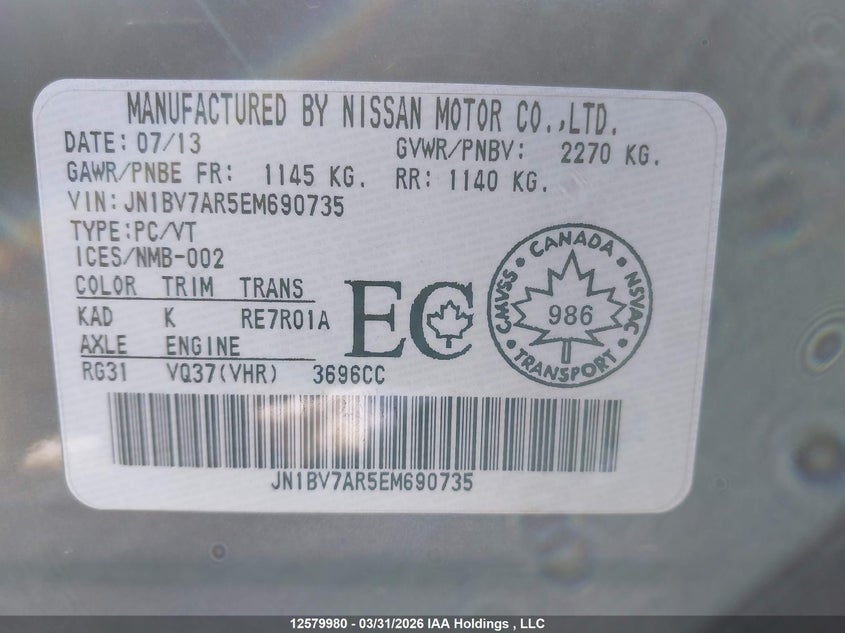 MANUFACTURED BY NISSAN MOTOR CO.,LTD.
DATE: 07/13 GVWR/PNBV: 2270 KG.
GAWR/PNBE FR: 1145 KG. RR: 1140 KG.
VIN: JN1BV7AR5EM690735
TYPE:PC/VT
ICES/NMB-002
COLOR TRIM TRANS
KAD K RE7R01A
AXLE ENGINE
RG31 VQ37(VHR) 3696CC
EC
CANADA
CMVSS
NSVAC
986
TRANSPORT
JN1BV7AR5EM690735
12579980 - 03/31/2026 IAA Holdings , LLC